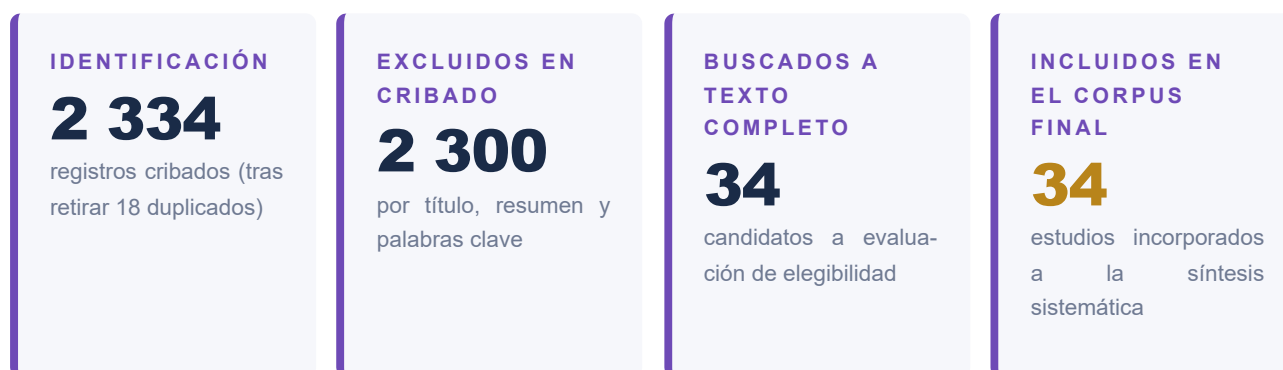 IDENTIFICACIÓN
2 334
registros cribados (tras
retirar 18 duplicados)
EXCLUIDOS EN
CRIBADO
2 300
por título, resumen y
palabras clave
BUSCADOS A
TEXTO
COMPLETO
34
candidatos a evalua-
ción de elegibilidad
INCLUIDOS EN
EL CORPUS
FINAL
34
estudios incorporados
a la síntesis
sistemática